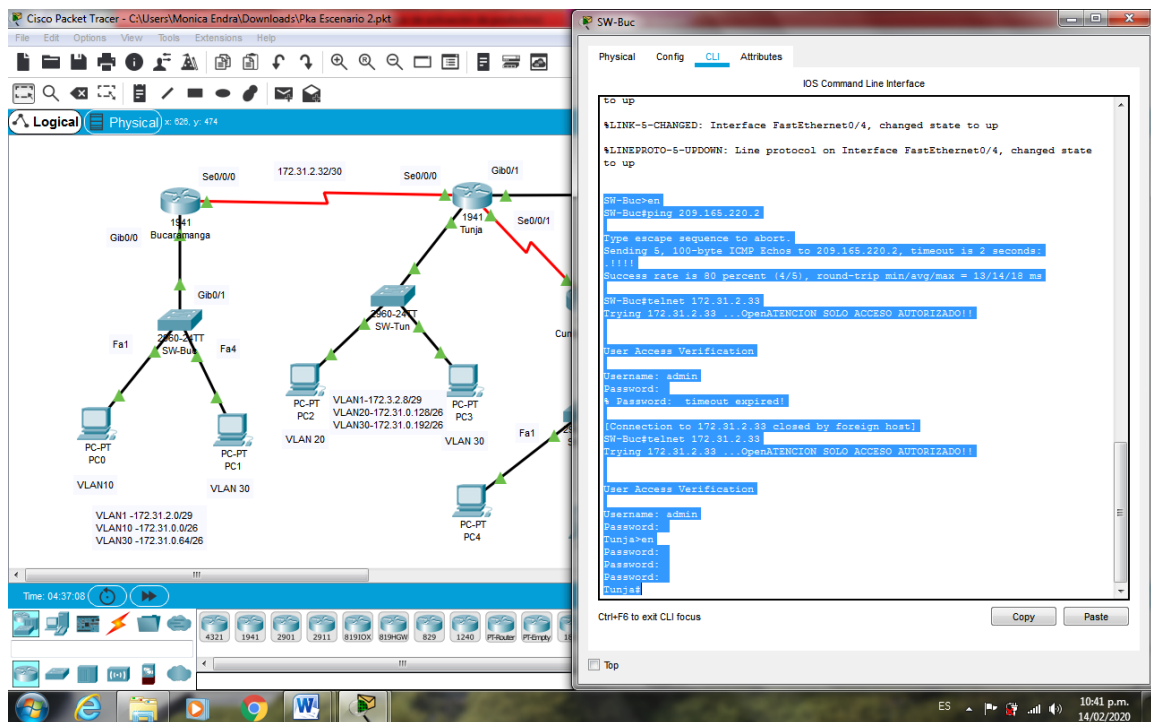 Cisco Packet Tracer - C:\Users\Monica Endra\Downloads\Pka Escenario 2.pkt
File Edit Options View Tools Extensions Help
Logical
Physical
x: 626, y: 474
Se0/0/0
172.31.2.32/30
Se0/0/0
Gib0/1
1941
Bucaramanga
Gib0/0
1941
Tunja
Se0/0/1
Gib0/1
2960-24TT
SW-Buc
Fa1
Fa4
2960-24TT
SW-Tun
Cun
PC-PT
PC2
VLAN1-172.3.2.8/29
VLAN20-172.31.0.128/26
VLAN30-172.31.0.192/26
PC-PT
PC3
VLAN 20
VLAN 30
Fa1
PC-PT
PC0
PC-PT
PC1
VLAN10
VLAN 30
VLAN1 -172.31.2.0/29
VLAN10 -172.31.0.0/26
VLAN30 -172.31.0.64/26
PC-PT
PC4
Time: 04:37:08
4321 1941 2901 2911 819IOX 819HGW 829 1240 PT-Router PT-Empty
SW-Buc
Physical Config CLI Attributes
IOS Command Line Interface
to up
%LINK-5-CHANGED: Interface FastEthernet0/4, changed state to up
%LINEPROTO-5-UPDOWN: Line protocol on Interface FastEthernet0/4, changed state
to up
SW-Buc>en
SW-Buc#ping 209.165.220.2
Type escape sequence to abort.
Sending 5, 100-byte ICMP Echos to 209.165.220.2, timeout is 2 seconds:
.!!!!
Success rate is 80 percent (4/5), round-trip min/avg/max = 13/14/18 ms
SW-Buc#telnet 172.31.2.33
Trying 172.31.2.33 ...OpenATENCION SOLO ACCESO AUTORIZADO!!
User Access Verification
Username: admin
Password:
% Password:  timeout expired!
[Connection to 172.31.2.33 closed by foreign host]
SW-Buc#telnet 172.31.2.33
Trying 172.31.2.33 ...OpenATENCION SOLO ACCESO AUTORIZADO!!
User Access Verification
Username: admin
Password:
Tunja>en
Password:
Password:
Password:
Tunja#
Ctrl+F6 to exit CLI focus
Copy
Paste
Top
ES
10:41 p.m.
14/02/2020